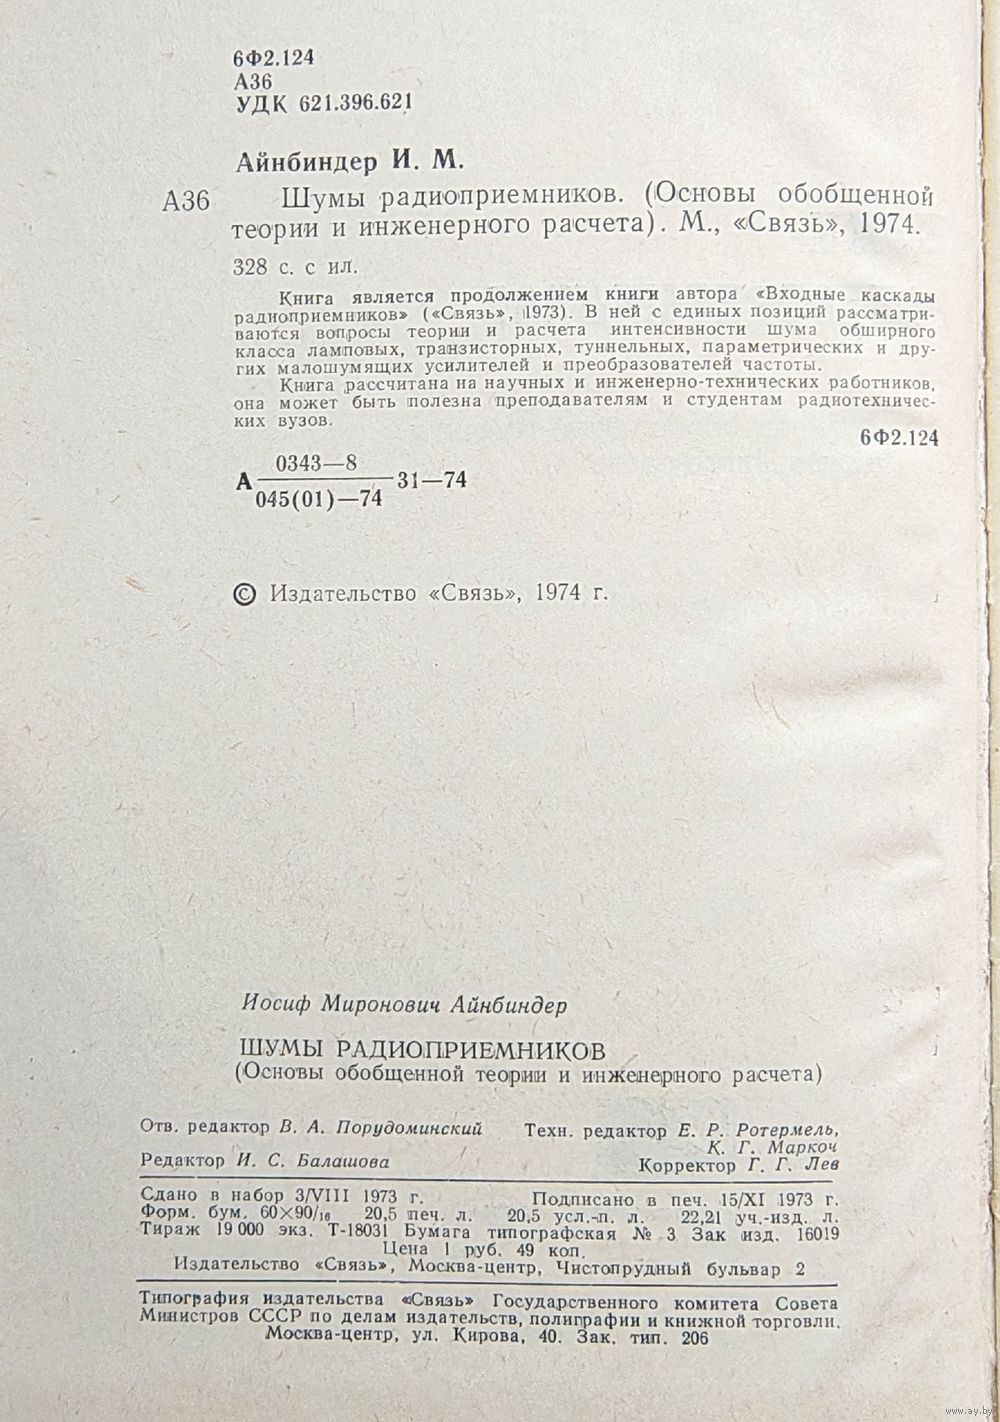 6Ф2.124
А36
УДК 621.396.621
Айнбиндер И. М.
А36 Шумы радиоприемников. (Основы обобщенной
теории и инженерного расчета). М., «Связь», 1974.
328 с. с ил.
Книга является продолжением книги автора «Входные каскады
радиоприемников» («Связь», 1973). В ней с единых позиций рассматри-
ваются вопросы теории и расчета интенсивности шума обширного
класса ламповых, транзисторных, туннельных, параметрических и дру-
гих малошумящих усилителей и преобразователей частоты.
Книга рассчитана на научных и инженерно-технических работников,
она может быть полезна преподавателям и студентам радиотехничес-
ких вузов.
6Ф2.124
0343—8
А 31—74
045(01)—74
© Издательство «Связь», 1974 г.
Иосиф Миронович Айнбиндер
ШУМЫ РАДИОПРИЕМНИКОВ
(Основы обобщенной теории и инженерного расчета)
Отв. редактор В. А. Порудоминский Техн. редактор Е. Р. Ротермель,
К. Г. Маркоч
Редактор И. С. Балашова Корректор Г. Г. Лев
Сдано в набор 3/VIII 1973 г. Подписано в печ. 15/XI 1973 г.
Форм. бум. 60×90/16 20,5 печ. л. 20,5 усл.-п. л. 22,21 уч.-изд. л.
Тираж 19 000 экз. Т-18031 Бумага типографская № 3 Зак изд. 16019
Цена 1 руб. 49 коп.
Издательство «Связь», Москва-центр, Чистопрудный бульвар 2
Типография издательства «Связь» Государственного комитета Совета
Министров СССР по делам издательств, полиграфии и книжной торговли.
Москва-центр, ул. Кирова, 40. Зак. тип. 206
www.ay.by